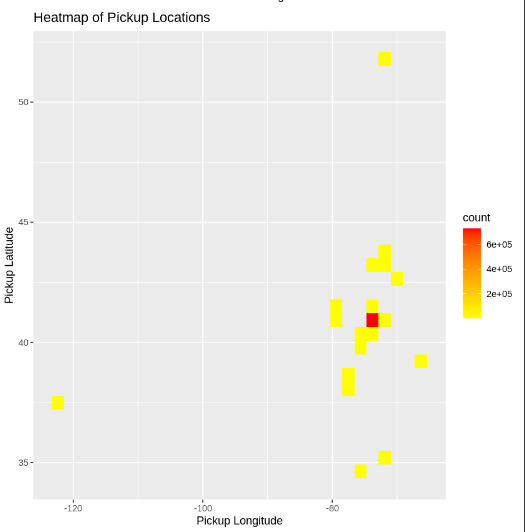 Heatmap of Pickup Locations
Pickup Latitude
50
45
40
35
-120
-100
-80
Pickup Longitude
count
6e+05
4e+05
2e+05